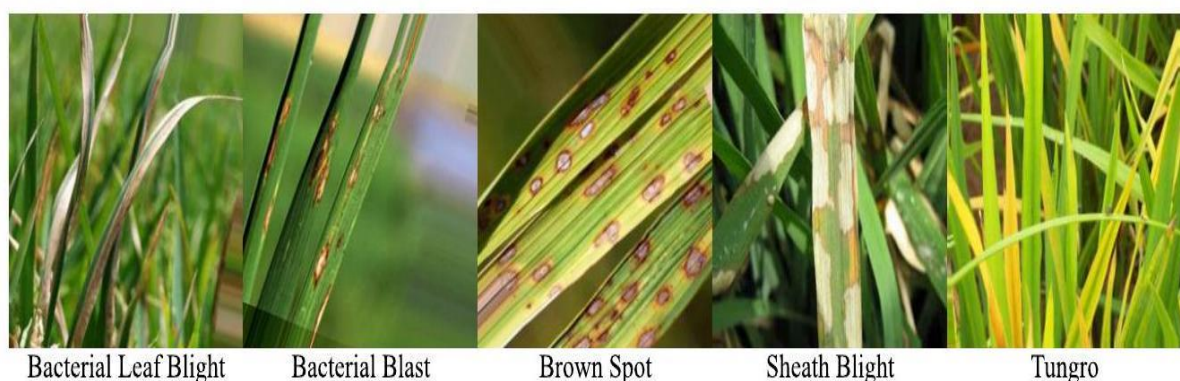 Bacterial Leaf Blight
Bacterial Blast
Brown Spot
Sheath Blight
Tungro